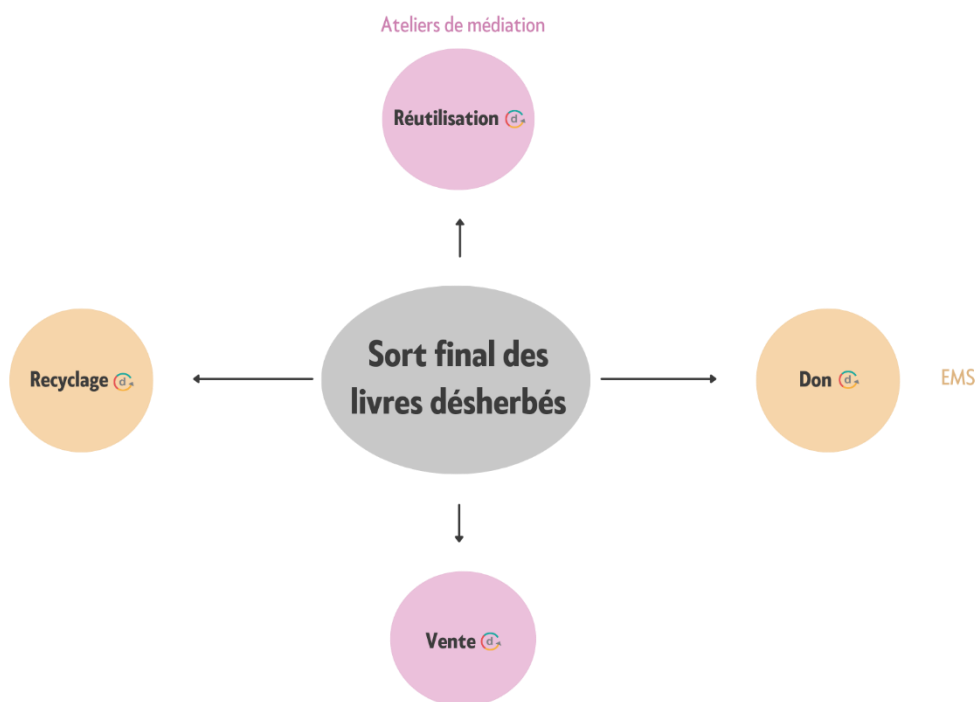 Ateliers de médiation
Réutilisation
Sort final des
livres désherbés
Recyclage
Don
EMS
Vente